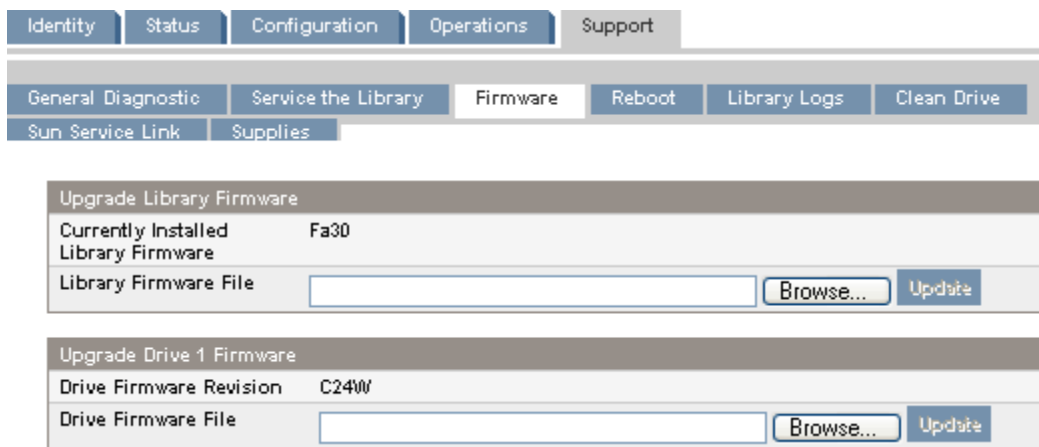 Identity Status Configuration Operations Support
General Diagnostic Service the Library Firmware Reboot Library Logs Clean Drive
Sun Service Link Supplies
Upgrade Library Firmware
Currently Installed Fa30
Library Firmware
Library Firmware File Browse... Update
Upgrade Drive 1 Firmware
Drive Firmware Revision C24W
Drive Firmware File Browse... Update